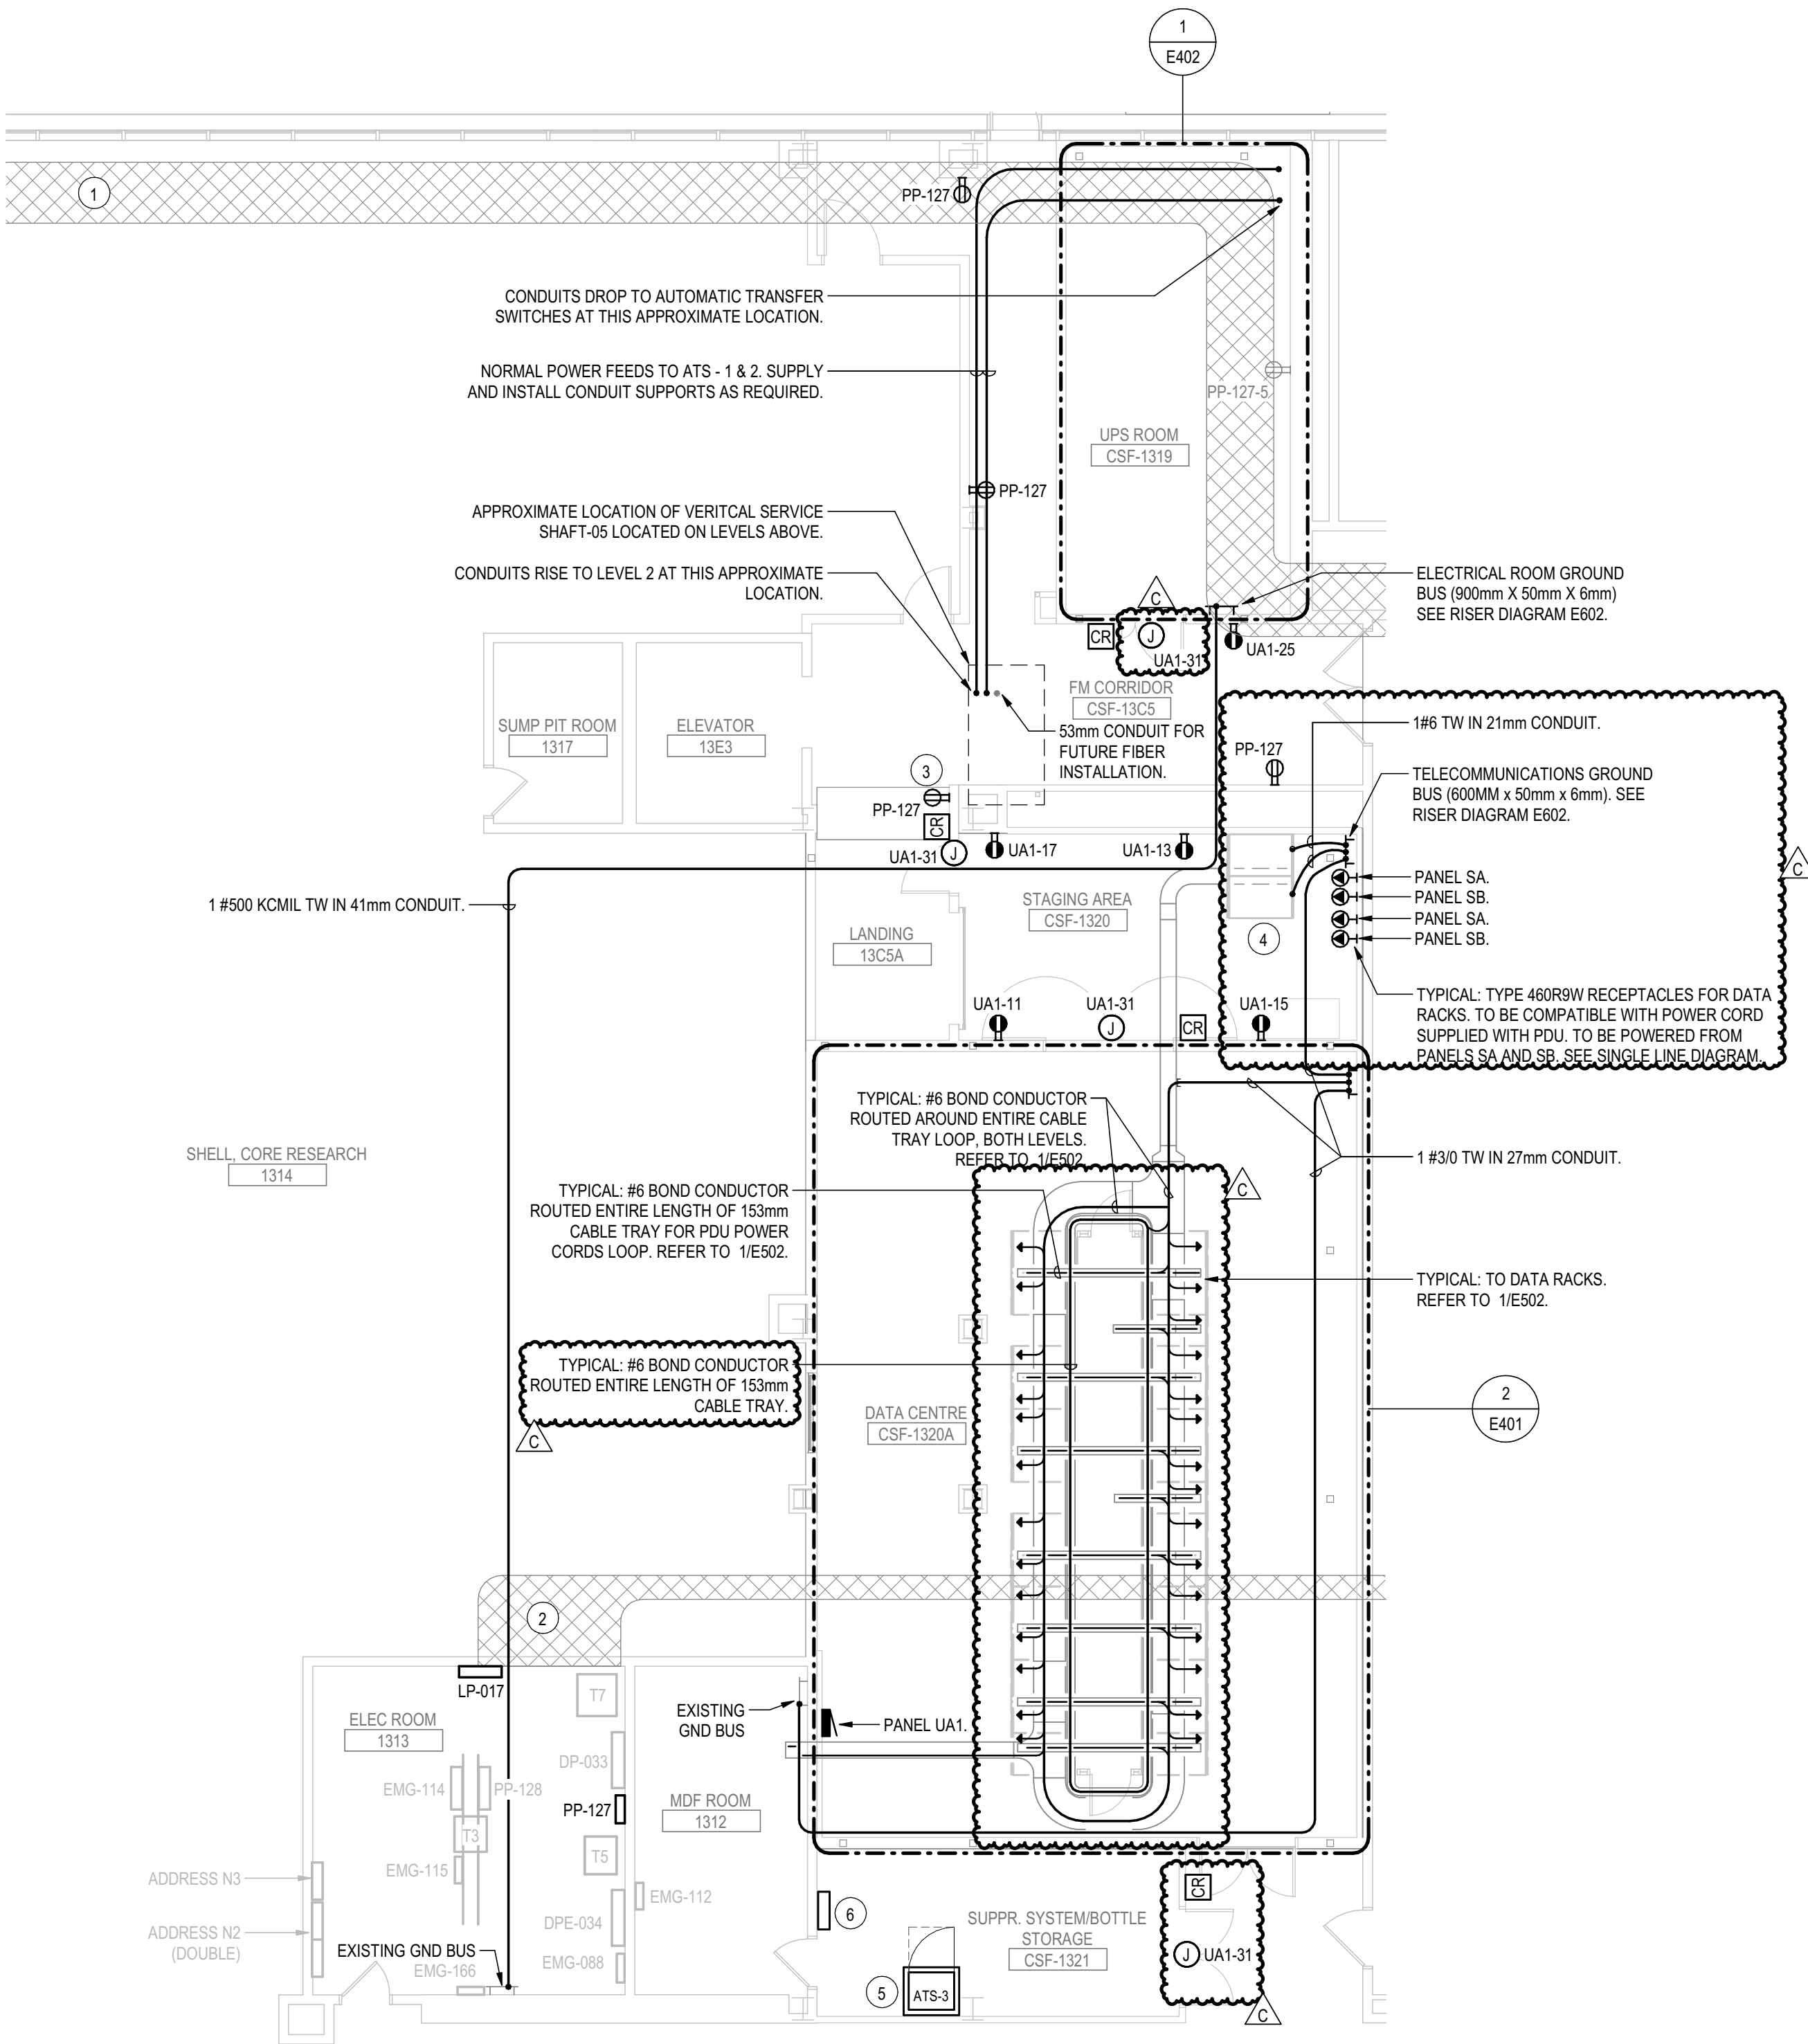 1
E402
1
PP-127
CONDUITS DROP TO AUTOMATIC TRANSFER
SWITCHES AT THIS APPROXIMATE LOCATION.
NORMAL POWER FEEDS TO ATS - 1 & 2. SUPPLY
AND INSTALL CONDUIT SUPPORTS AS REQUIRED.
PP-127-5
UPS ROOM
CSF-1319
PP-127
APPROXIMATE LOCATION OF VERITCAL SERVICE
SHAFT-05 LOCATED ON LEVELS ABOVE.
CONDUITS RISE TO LEVEL 2 AT THIS APPROXIMATE
LOCATION.
ELECTRICAL ROOM GROUND
BUS (900mm X 50mm X 6mm)
SEE RISER DIAGRAM E602.
C
CR
J
UA1-31
UA1-25
FM CORRIDOR
CSF-13C5
SUMP PIT ROOM
1317
ELEVATOR
13E3
53mm CONDUIT FOR
FUTURE FIBER
INSTALLATION.
1#6 TW IN 21mm CONDUIT.
PP-127
3
PP-127
CR
TELECOMMUNICATIONS GROUND
BUS (600MM x 50mm x 6mm). SEE
RISER DIAGRAM E602.
UA1-31
J
UA1-17
UA1-13
C
PANEL SA.
PANEL SB.
PANEL SA.
PANEL SB.
1 #500 KCMIL TW IN 41mm CONDUIT.
STAGING AREA
CSF-1320
LANDING
13C5A
4
UA1-11
UA1-31
J
CR
UA1-15
TYPICAL: TYPE 460R9W RECEPTACLES FOR DATA
RACKS. TO BE COMPATIBLE WITH POWER CORD
SUPPLIED WITH PDU. TO BE POWERED FROM
PANELS SA AND SB. SEE SINGLE LINE DIAGRAM.
TYPICAL: #6 BOND CONDUCTOR
ROUTED AROUND ENTIRE CABLE
TRAY LOOP, BOTH LEVELS.
REFER TO 1/E502.
SHELL, CORE RESEARCH
1314
1 #3/0 TW IN 27mm CONDUIT.
C
TYPICAL: #6 BOND CONDUCTOR
ROUTED ENTIRE LENGTH OF 153mm
CABLE TRAY FOR PDU POWER
CORDS LOOP. REFER TO 1/E502.
TYPICAL: TO DATA RACKS.
REFER TO 1/E502.
TYPICAL: #6 BOND CONDUCTOR
ROUTED ENTIRE LENGTH OF 153mm
CABLE TRAY.
C
DATA CENTRE
CSF-1320A
2
E401
2
LP-017
T7
ELEC ROOM
1313
EXISTING
GND BUS
PANEL UA1.
DP-033
EMG-114
PP-128
PP-127
MDF ROOM
1312
T3
T5
EMG-115
ADDRESS N3
EMG-112
DPE-034
ADDRESS N2
(DOUBLE)
EXISTING GND BUS
EMG-166
EMG-088
6
SUPPR. SYSTEM/BOTTLE
STORAGE
CSF-1321
CR
J
UA1-31
5
ATS-3
C